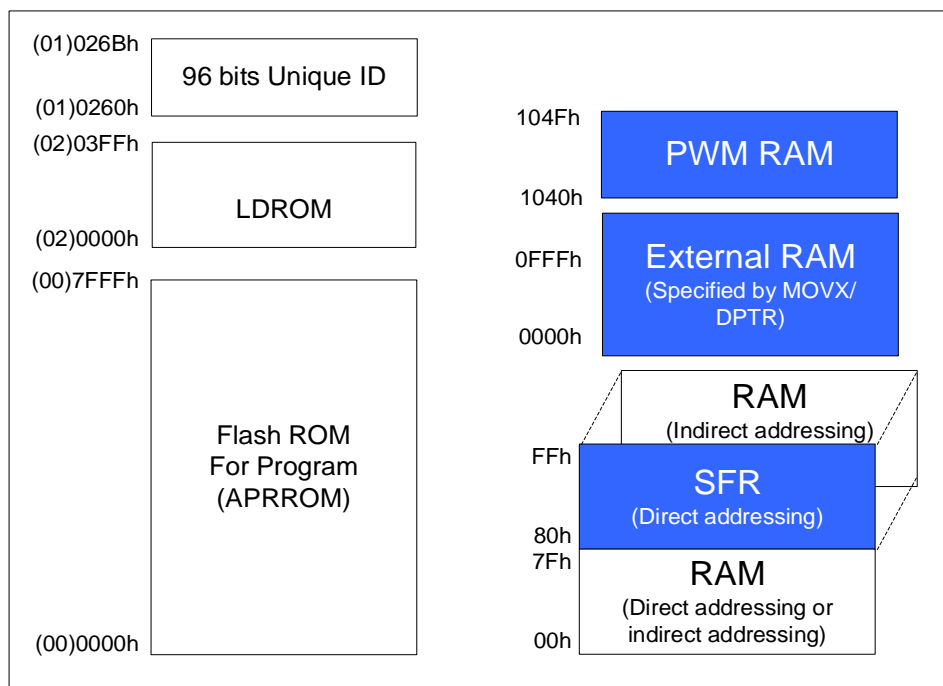 (01)026Bh
96 bits Unique ID
(01)0260h
(02)03FFh
LDROM
(02)0000h
(00)7FFFh
Flash ROM
For Program
(APRROM)
(00)0000h
104Fh
PWM RAM
1040h
0FFFh
External RAM
(Specified by MOVX/
DPTR)
0000h
RAM
(Indirect addressing)
FFh
SFR
(Direct addressing)
80h
7Fh
RAM
(Direct addressing or
indirect addressing)
00h